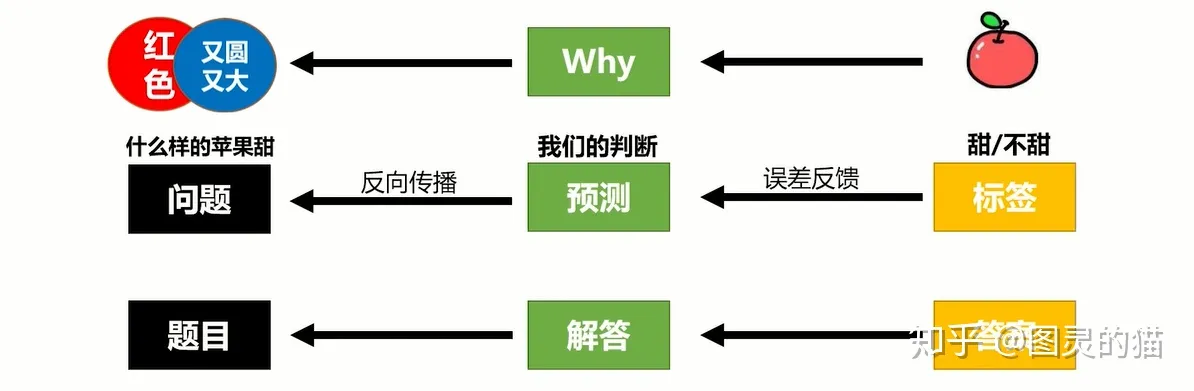 红
色
又圆
又大
Why
什么样的苹果甜
我们的判断
甜/不甜
问题
反向传播
预测
误差反馈
标签
题目
解答
答案
知乎 @图灵的猫